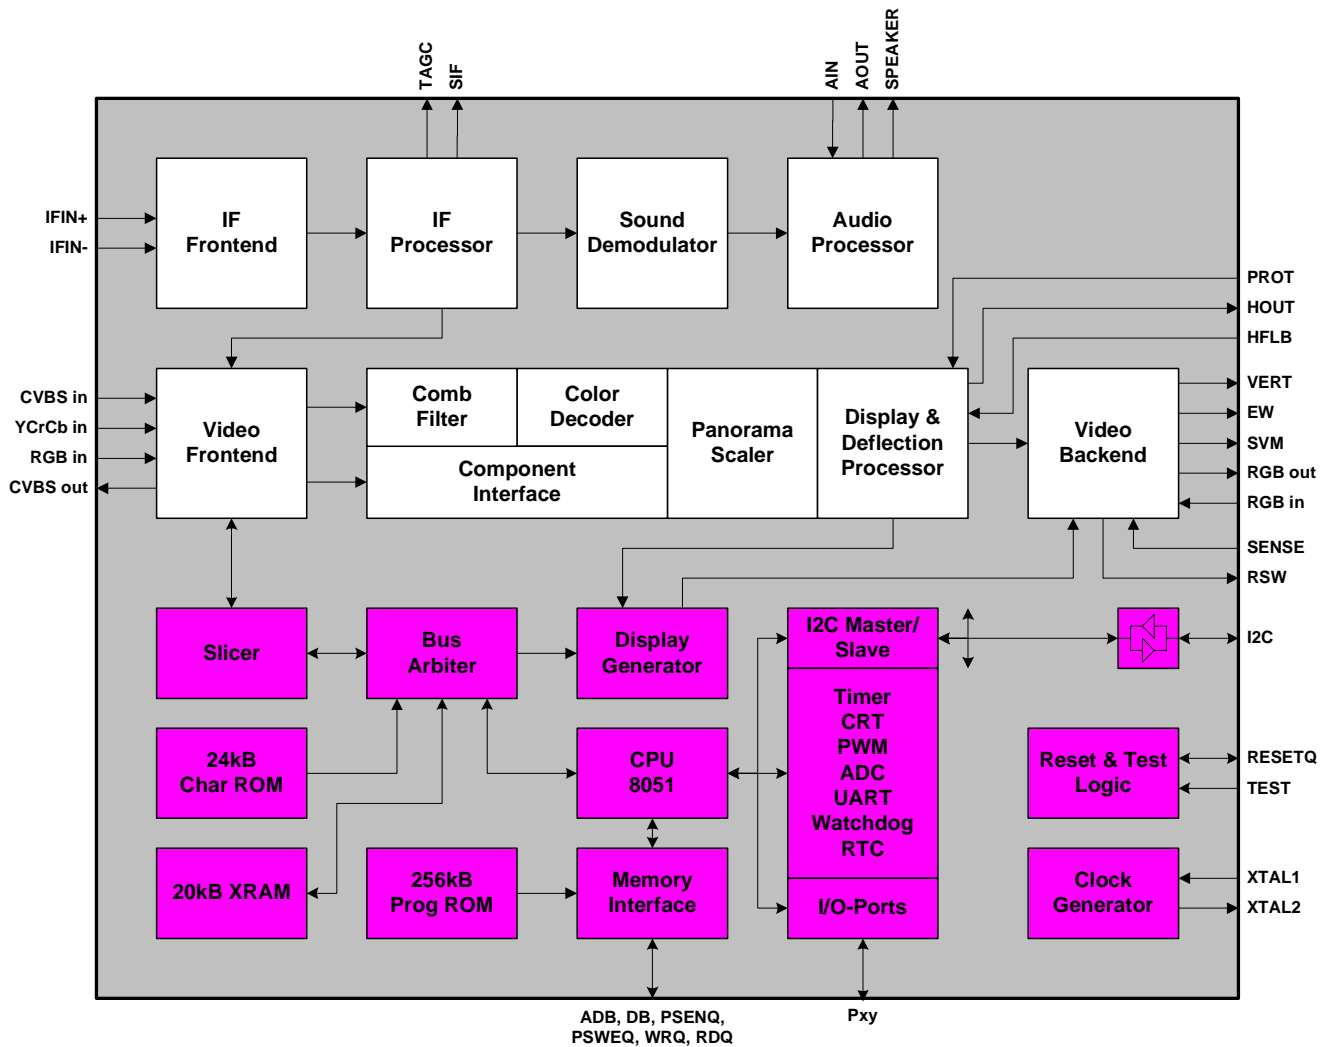 TAGC
SIF
AIN
AOUT
SPEAKER
IFIN+
IFIN-
IF
Frontend
IF
Processor
Sound
Demodulator
Audio
Processor
PROT
HOUT
HFLB
CVBS in
YCrCb in
RGB in
CVBS out
Video
Frontend
Comb
Filter
Color
Decoder
Component
Interface
Panorama
Scaler
Display &
Deflection
Processor
Video
Backend
VERT
EW
SVM
RGB out
RGB in
SENSE
RSW
Slicer
Bus
Arbiter
Display
Generator
I2C Master/
Slave
I2C
24kB
Char ROM
CPU
8051
Timer
CRT
PWM
ADC
UART
Watchdog
RTC
Reset & Test
Logic
RESETQ
TEST
20kB XRAM
256kB
Prog ROM
Memory
Interface
I/O-Ports
Clock
Generator
XTAL1
XTAL2
ADB, DB, PSENQ,
PSWEQ, WRQ, RDQ
Pxy